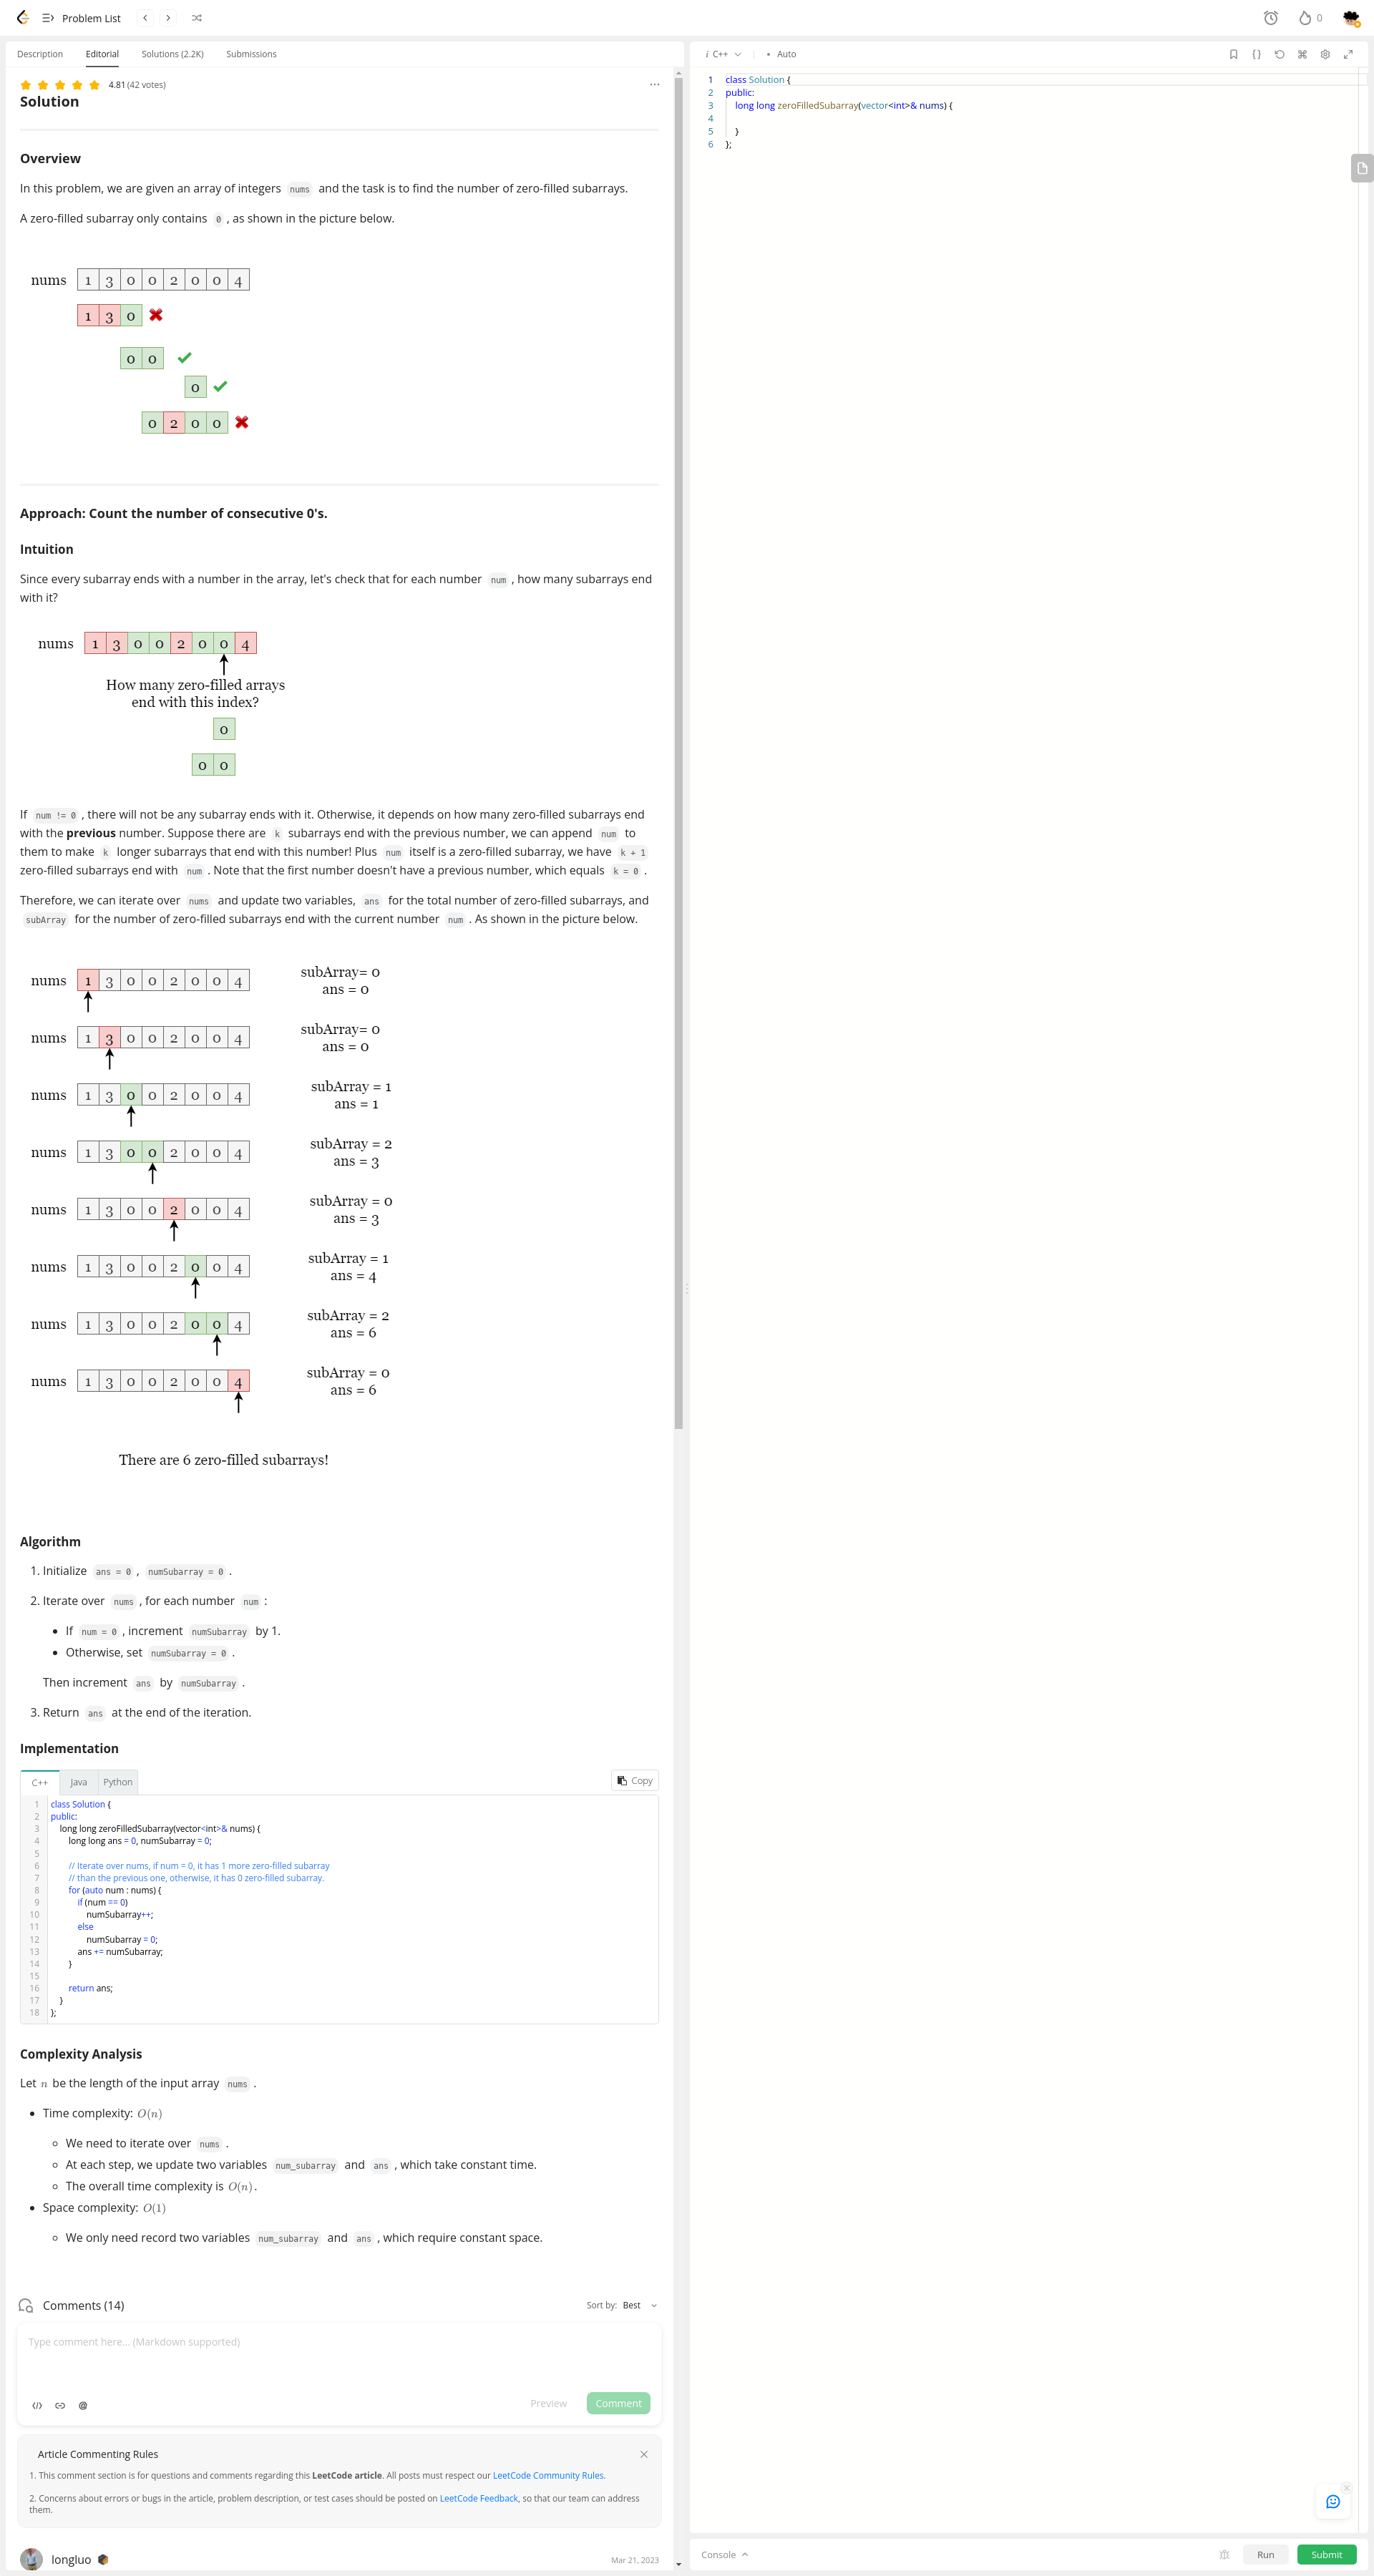 Problem List
0
Description Editorial Solutions (2.2K) Submissions
4.81 (42 votes)
Solution
Overview
In this problem, we are given an array of integers nums and the task is to find the number of zero-filled subarrays.
A zero-filled subarray only contains 0 , as shown in the picture below.
nums 1 3 0 0 2 0 0 4
1 3 0
0 0
0
0 2 0 0
Approach: Count the number of consecutive 0's.
Intuition
Since every subarray ends with a number in the array, let's check that for each number num , how many subarrays end
with it?
nums 1 3 0 0 2 0 0 4
How many zero-filled arrays
end with this index?
0
0 0
If num != 0 , there will not be any subarray ends with it. Otherwise, it depends on how many zero-filled subarrays end
with the previous number. Suppose there are k subarrays end with the previous number, we can append num to
them to make k longer subarrays that end with this number! Plus num itself is a zero-filled subarray, we have k + 1
zero-filled subarrays end with num . Note that the first number doesn't have a previous number, which equals k = 0 .
Therefore, we can iterate over nums and update two variables, ans for the total number of zero-filled subarrays, and
subArray for the number of zero-filled subarrays end with the current number num . As shown in the picture below.
subArray= 0
nums 1 3 0 0 2 0 0 4
ans = 0
subArray= 0
nums 1 3 0 0 2 0 0 4
ans = 0
subArray = 1
nums 1 3 0 0 2 0 0 4
ans = 1
subArray = 2
nums 1 3 0 0 2 0 0 4
ans = 3
subArray = 0
nums 1 3 0 0 2 0 0 4
ans = 3
subArray = 1
nums 1 3 0 0 2 0 0 4
ans = 4
subArray = 2
nums 1 3 0 0 2 0 0 4
ans = 6
subArray = 0
nums 1 3 0 0 2 0 0 4
ans = 6
There are 6 zero-filled subarrays!
Algorithm
1. Initialize ans = 0 , numSubarray = 0 .
2. Iterate over nums , for each number num :
• If num = 0 , increment numSubarray by 1.
• Otherwise, set numSubarray = 0 .
Then increment ans by numSubarray .
3. Return ans at the end of the iteration.
Implementation
C++ Java Python Copy
1 class Solution {
2 public:
3 long long zeroFilledSubarray(vector<int>& nums) {
4 long long ans = 0, numSubarray = 0;
5
6 // Iterate over nums, if num = 0, it has 1 more zero-filled subarray
7 // than the previous one, otherwise, it has 0 zero-filled subarray.
8 for (auto num : nums) {
9 if (num == 0)
10 numSubarray++;
11 else
12 numSubarray = 0;
13 ans += numSubarray;
14 }
15
16 return ans;
17 }
18 };
Complexity Analysis
Let n be the length of the input array nums .
• Time complexity: O(n)
◦ We need to iterate over nums .
◦ At each step, we update two variables num_subarray and ans , which take constant time.
◦ The overall time complexity is O(n).
• Space complexity: O(1)
◦ We only need record two variables num_subarray and ans , which require constant space.
Comments (14) Sort by: Best
Type comment here... (Markdown supported)
Preview Comment
Article Commenting Rules
1. This comment section is for questions and comments regarding this LeetCode article. All posts must respect our LeetCode Community Rules.
2. Concerns about errors or bugs in the article, problem description, or test cases should be posted on LeetCode Feedback, so that our team can address
them.
longluo Mar 21, 2023
i C++ • Auto
1 class Solution {
2 public:
3 long long zeroFilledSubarray(vector<int>& nums) {
4
5 }
6 };
Console Run Submit